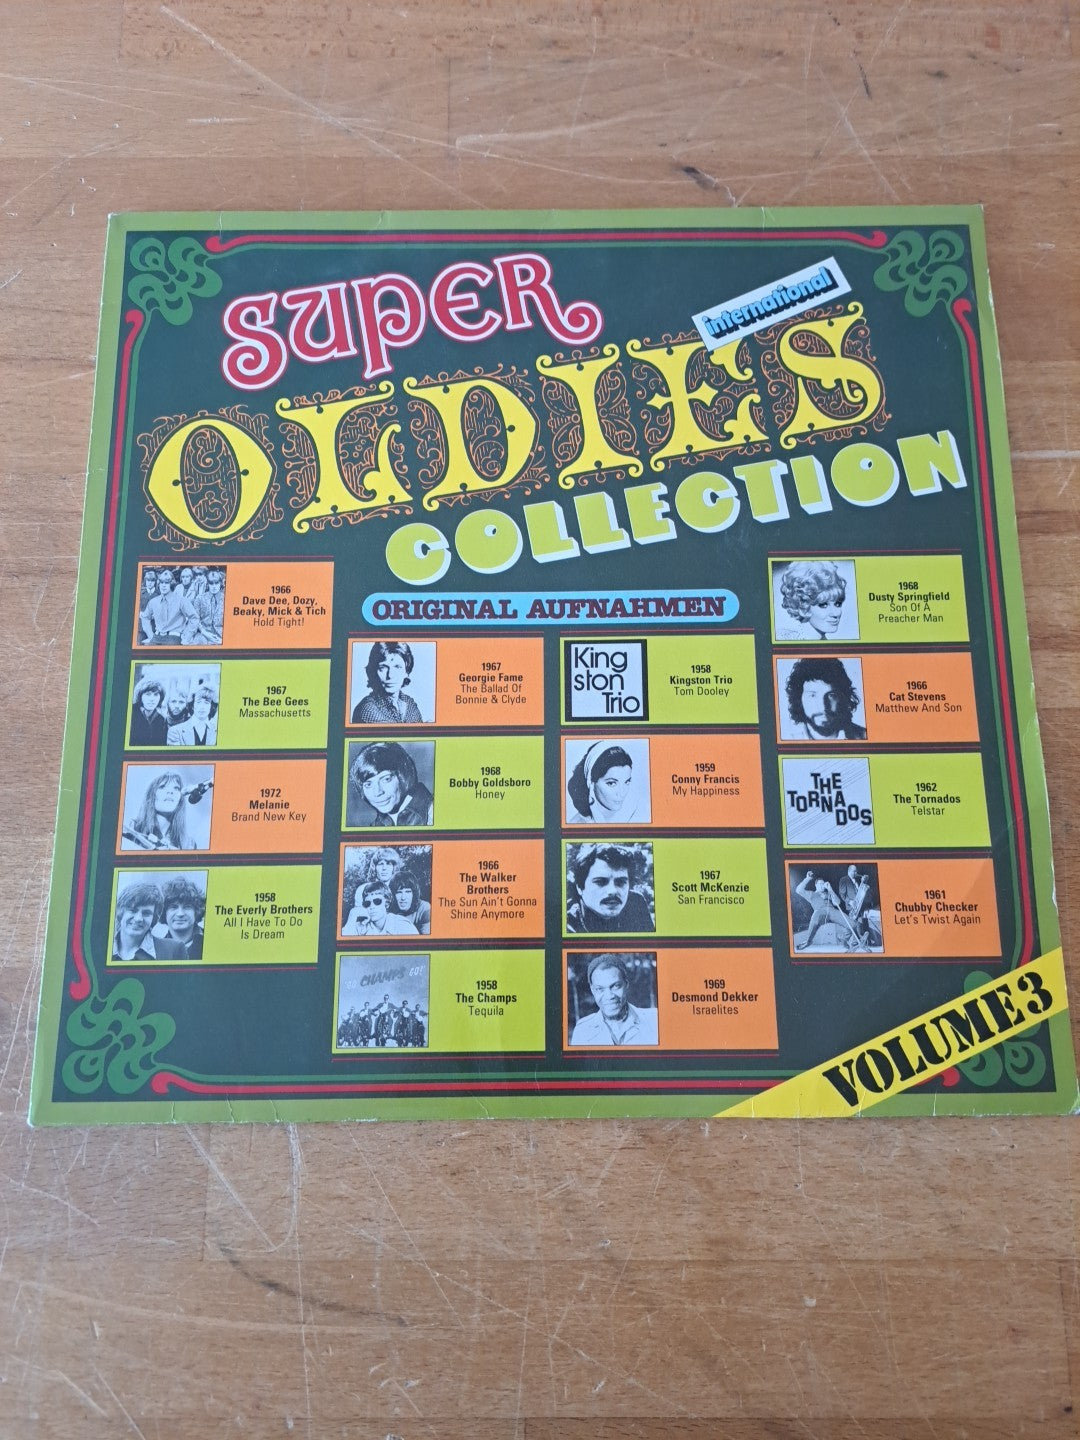 SUPER
international
OLDIES
COLLECTION
ORIGINAL AUFNAHMEN
1966
Dave Dee, Dozy,
Beaky, Mick & Tich
Hold Tight!
1967
The Bee Gees
Massachusetts
1972
Melanie
Brand New Key
1958
The Everly Brothers
All I Have To Do
Is Dream
1967
Georgie Fame
The Ballad Of
Bonnie & Clyde
1968
Bobby Goldsboro
Honey
1966
The Walker
Brothers
The Sun Ain't Gonna
Shine Anymore
CHAMPS GO!
1958
The Champs
Tequila
King
ston
Trio
1958
Kingston Trio
Tom Dooley
1959
Conny Francis
My Happiness
1967
Scott McKenzie
San Francisco
1969
Desmond Dekker
Israelites
1968
Dusty Springfield
Son Of A
Preacher Man
1966
Cat Stevens
Matthew And Son
THE
TORNADOS
1962
The Tornados
Telstar
1961
Chubby Checker
Let's Twist Again
VOLUME 3